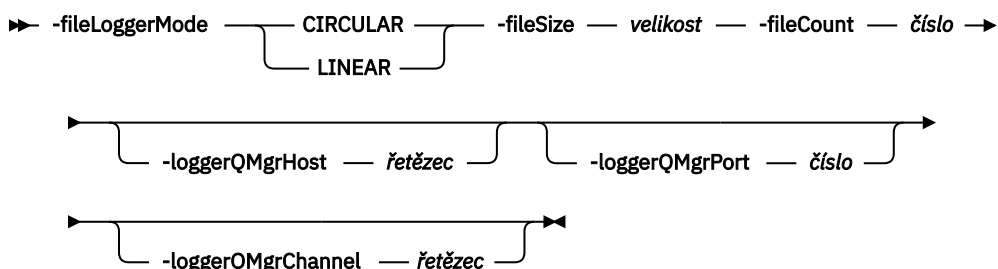 -fileLoggerMode CIRCULAR -fileSize velikost -fileCount číslo
LINEAR
-loggerQMgrHost řetězec -loggerQMgrPort číslo
-loggerQMgrChannel řetězec